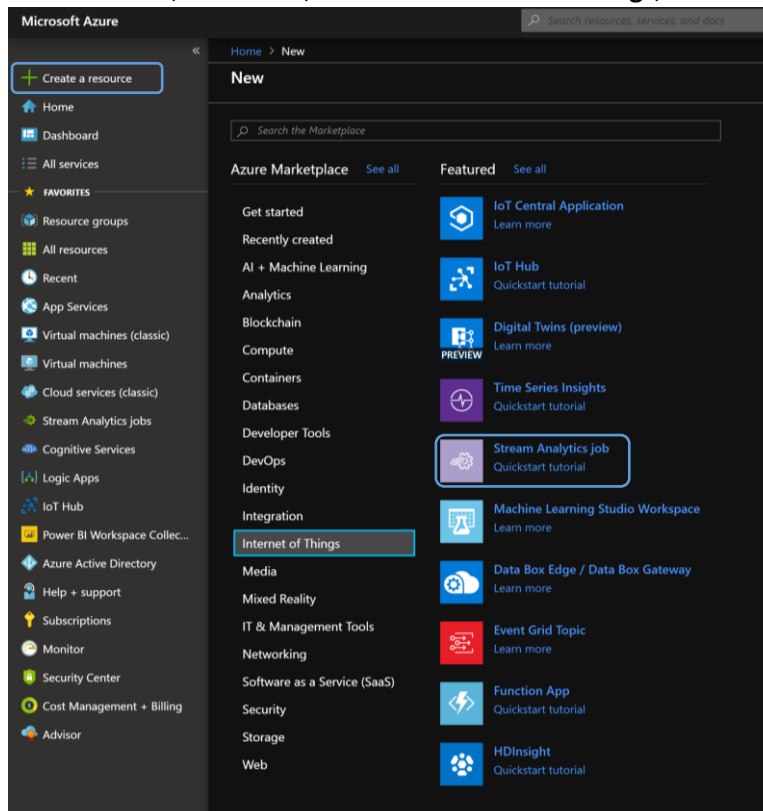 Microsoft Azure
Search resources, services, and docs
«
Create a resource
Home
Dashboard
All services
FAVORITES
Resource groups
All resources
Recent
App Services
Virtual machines (classic)
Virtual machines
Cloud services (classic)
Stream Analytics jobs
Cognitive Services
Logic Apps
IoT Hub
Power BI Workspace Collec...
Azure Active Directory
Help + support
Subscriptions
Monitor
Security Center
Cost Management + Billing
Advisor
Home > New
New
Search the Marketplace
Azure Marketplace See all
Get started
Recently created
AI + Machine Learning
Analytics
Blockchain
Compute
Containers
Databases
Developer Tools
DevOps
Identity
Integration
Internet of Things
Media
Mixed Reality
IT & Management Tools
Networking
Software as a Service (SaaS)
Security
Storage
Web
Featured See all
IoT Central Application
Learn more
IoT Hub
Quickstart tutorial
PREVIEW
Digital Twins (preview)
Learn more
Time Series Insights
Quickstart tutorial
Stream Analytics job
Quickstart tutorial
Machine Learning Studio Workspace
Learn more
Data Box Edge / Data Box Gateway
Learn more
Event Grid Topic
Learn more
Function App
Quickstart tutorial
HDInsight
Quickstart tutorial